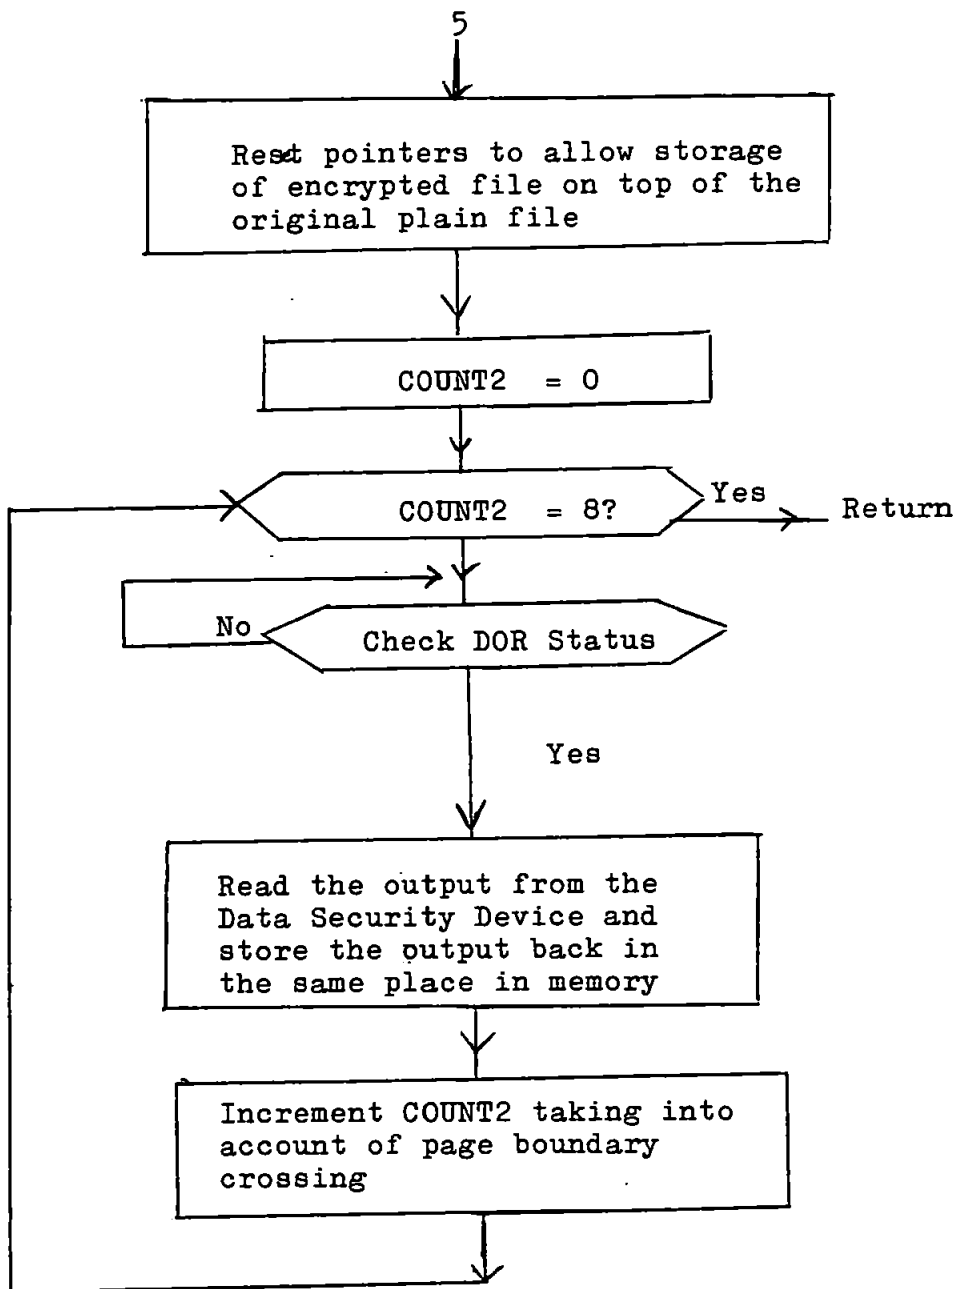 5
Reset pointers to allow storage
of encrypted file on top of the
original plain file
COUNT2 = 0
COUNT2 = 8?
Yes
Return
No
Check DOR Status
Yes
Read the output from the
Data Security Device and
store the output back in
the same place in memory
Increment COUNT2 taking into
account of page boundary
crossing